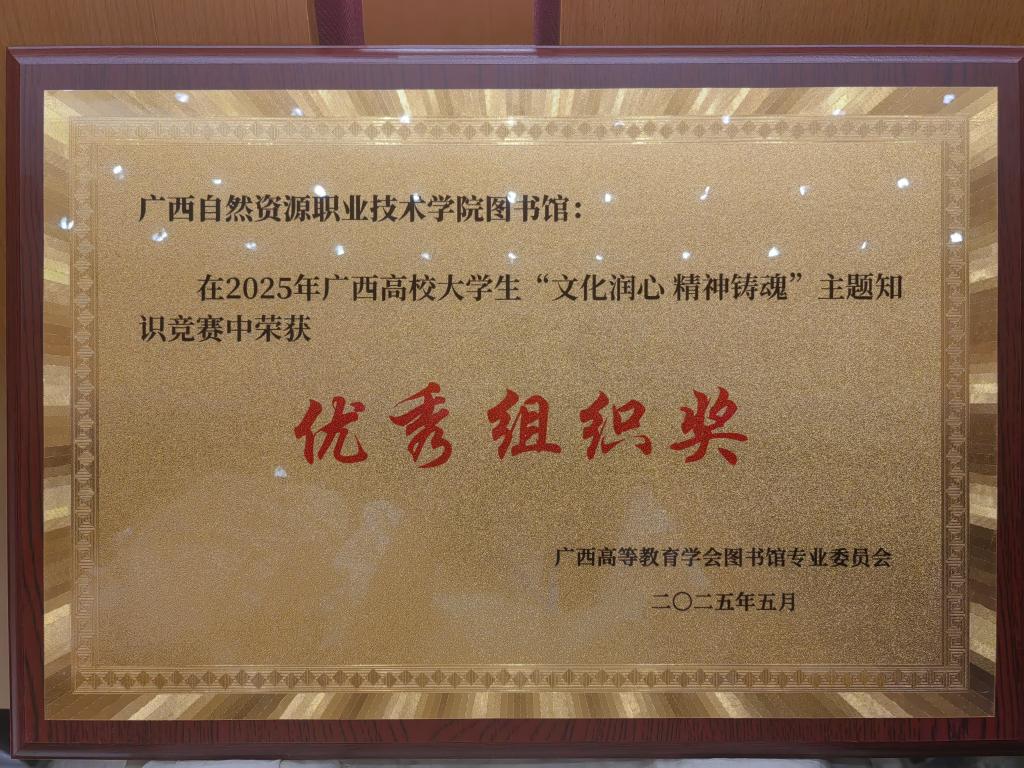 广西自然资源职业技术学院图书馆：
在2025年广西高校大学生“文化润心 精神铸魂”主题知
识竞赛中荣获
优秀组织奖
广西高等教育学会图书馆专业委员会
二〇二五年五月